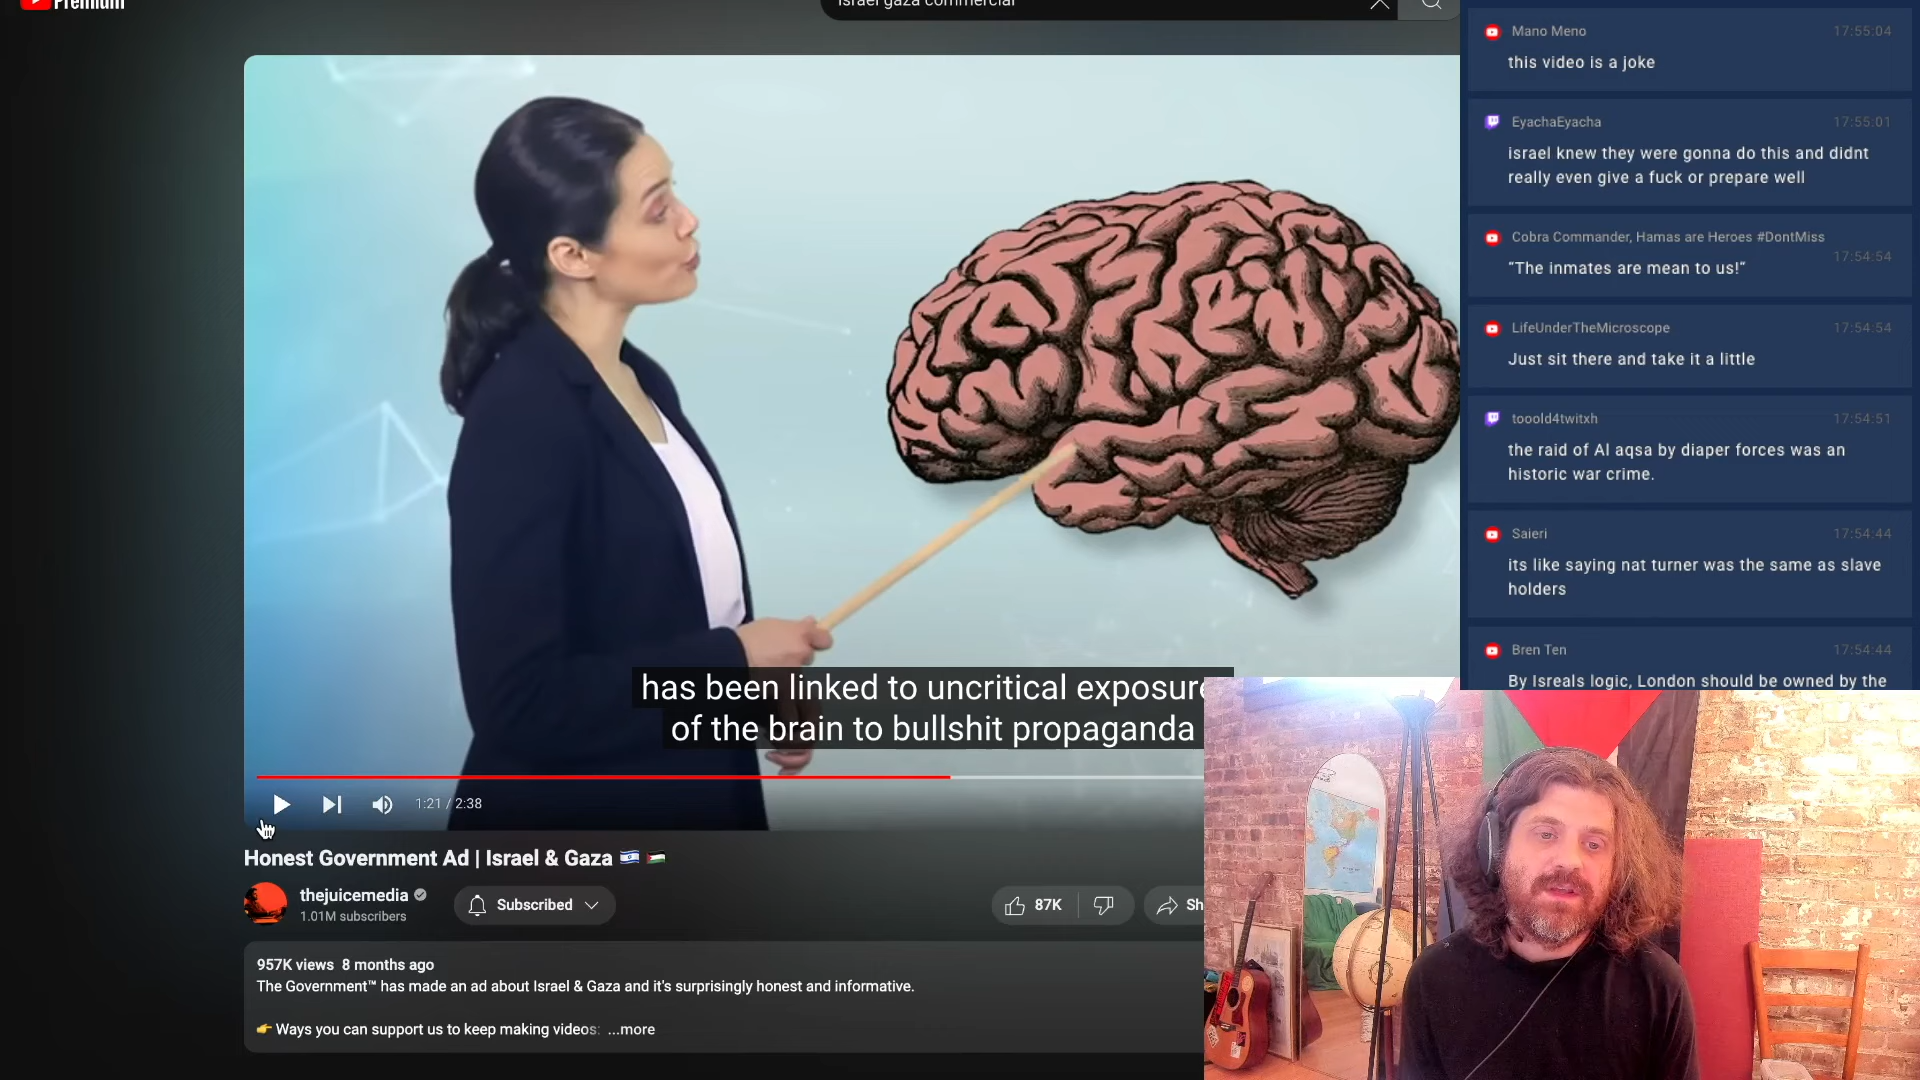 Premium
israel gaza commercial
has been linked to uncritical exposure
of the brain to bullshit propaganda
1:21 / 2:38
Honest Government Ad | Israel & Gaza 🇮🇱 🇵🇸
thejuicemedia
1.01M subscribers
Subscribed
87K
Sh
957K views 8 months ago
The Government™ has made an ad about Israel & Gaza and it's surprisingly honest and informative.
👉 Ways you can support us to keep making videos: ...more
Mano Meno 17:55:04
this video is a joke
EyachaEyacha 17:55:01
israel knew they were gonna do this and didnt
really even give a fuck or prepare well
Cobra Commander, Hamas are Heroes #DontMiss
17:54:54
"The inmates are mean to us!"
LifeUnderTheMicroscope 17:54:54
Just sit there and take it a little
tooold4twitxh 17:54:51
the raid of Al aqsa by diaper forces was an
historic war crime.
Saieri 17:54:44
its like saying nat turner was the same as slave
holders
Bren Ten 17:54:44
By Isreals logic, London should be owned by the